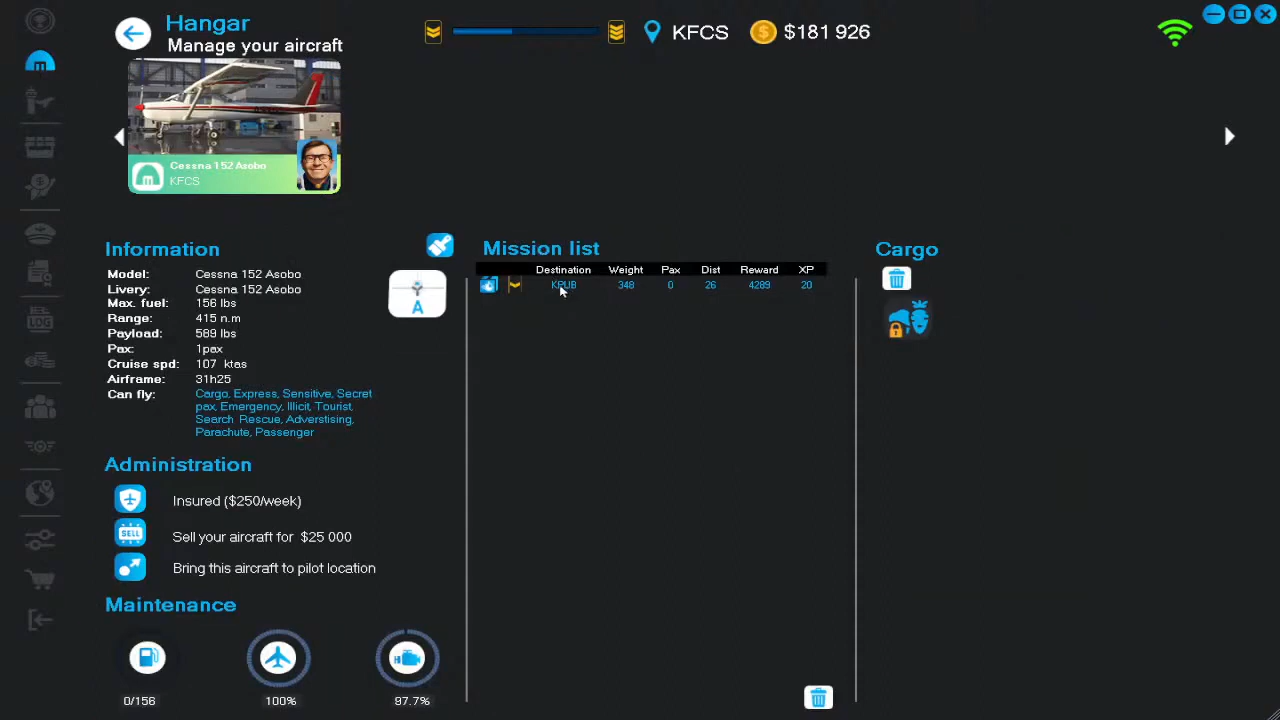 Hangar
Manage your aircraft
KFCS
$181 926
Cessna 152 Asobo
KFCS
Information
Model: Cessna 152 Asobo
Livery: Cessna 152 Asobo
Max. fuel: 156 lbs
Range: 415 n.m
Payload: 589 lbs
Pax: 1pax
Cruise spd: 107 ktas
Airframe: 31h25
Can fly: Cargo, Express, Sensitive, Secret
pax, Emergency, Illicit, Tourist,
Search Rescue, Adverstising,
Parachute, Passenger
A
Administration
Insured ($250/week)
SELL
Sell your aircraft for $25 000
Bring this aircraft to pilot location
Maintenance
0/156
100%
97.7%
Mission list
Destination Weight Pax Dist Reward XP
KPUB 348 0 26 4289 20
Cargo
LOG